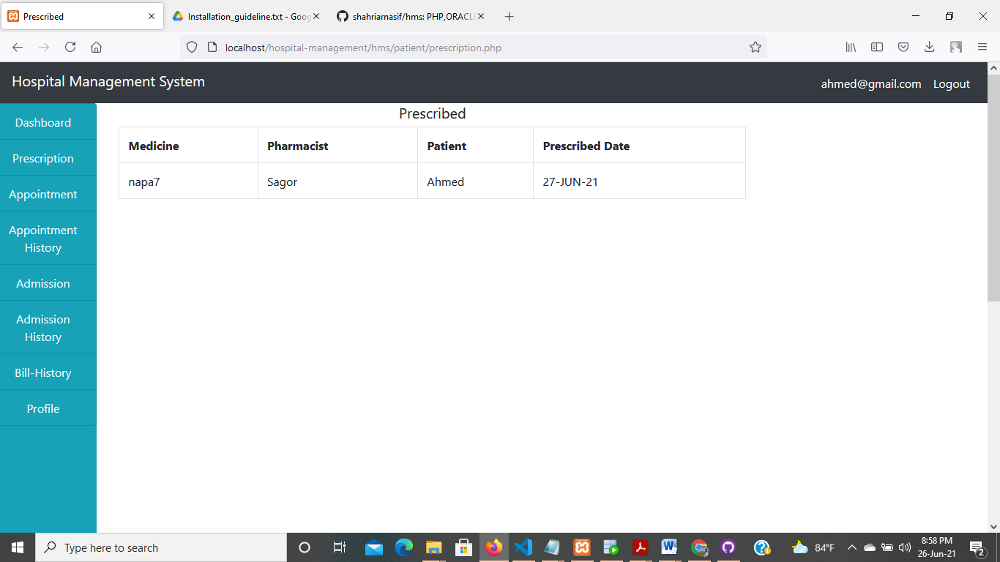 Prescribed
Installation_guideline.txt - Goog
shahriarnasif/hms: PHP,ORACLE
localhost/hospital-management/hms/patient/prescription.php
Hospital Management System
ahmed@gmail.com Logout
Dashboard
Prescription
Appointment
Appointment
History
Admission
Admission
History
Bill-History
Profile
Prescribed
Medicine Pharmacist Patient Prescribed Date
napa7 Sagor Ahmed 27-JUN-21
Type here to search
84°F
8:58 PM
26-Jun-21
2